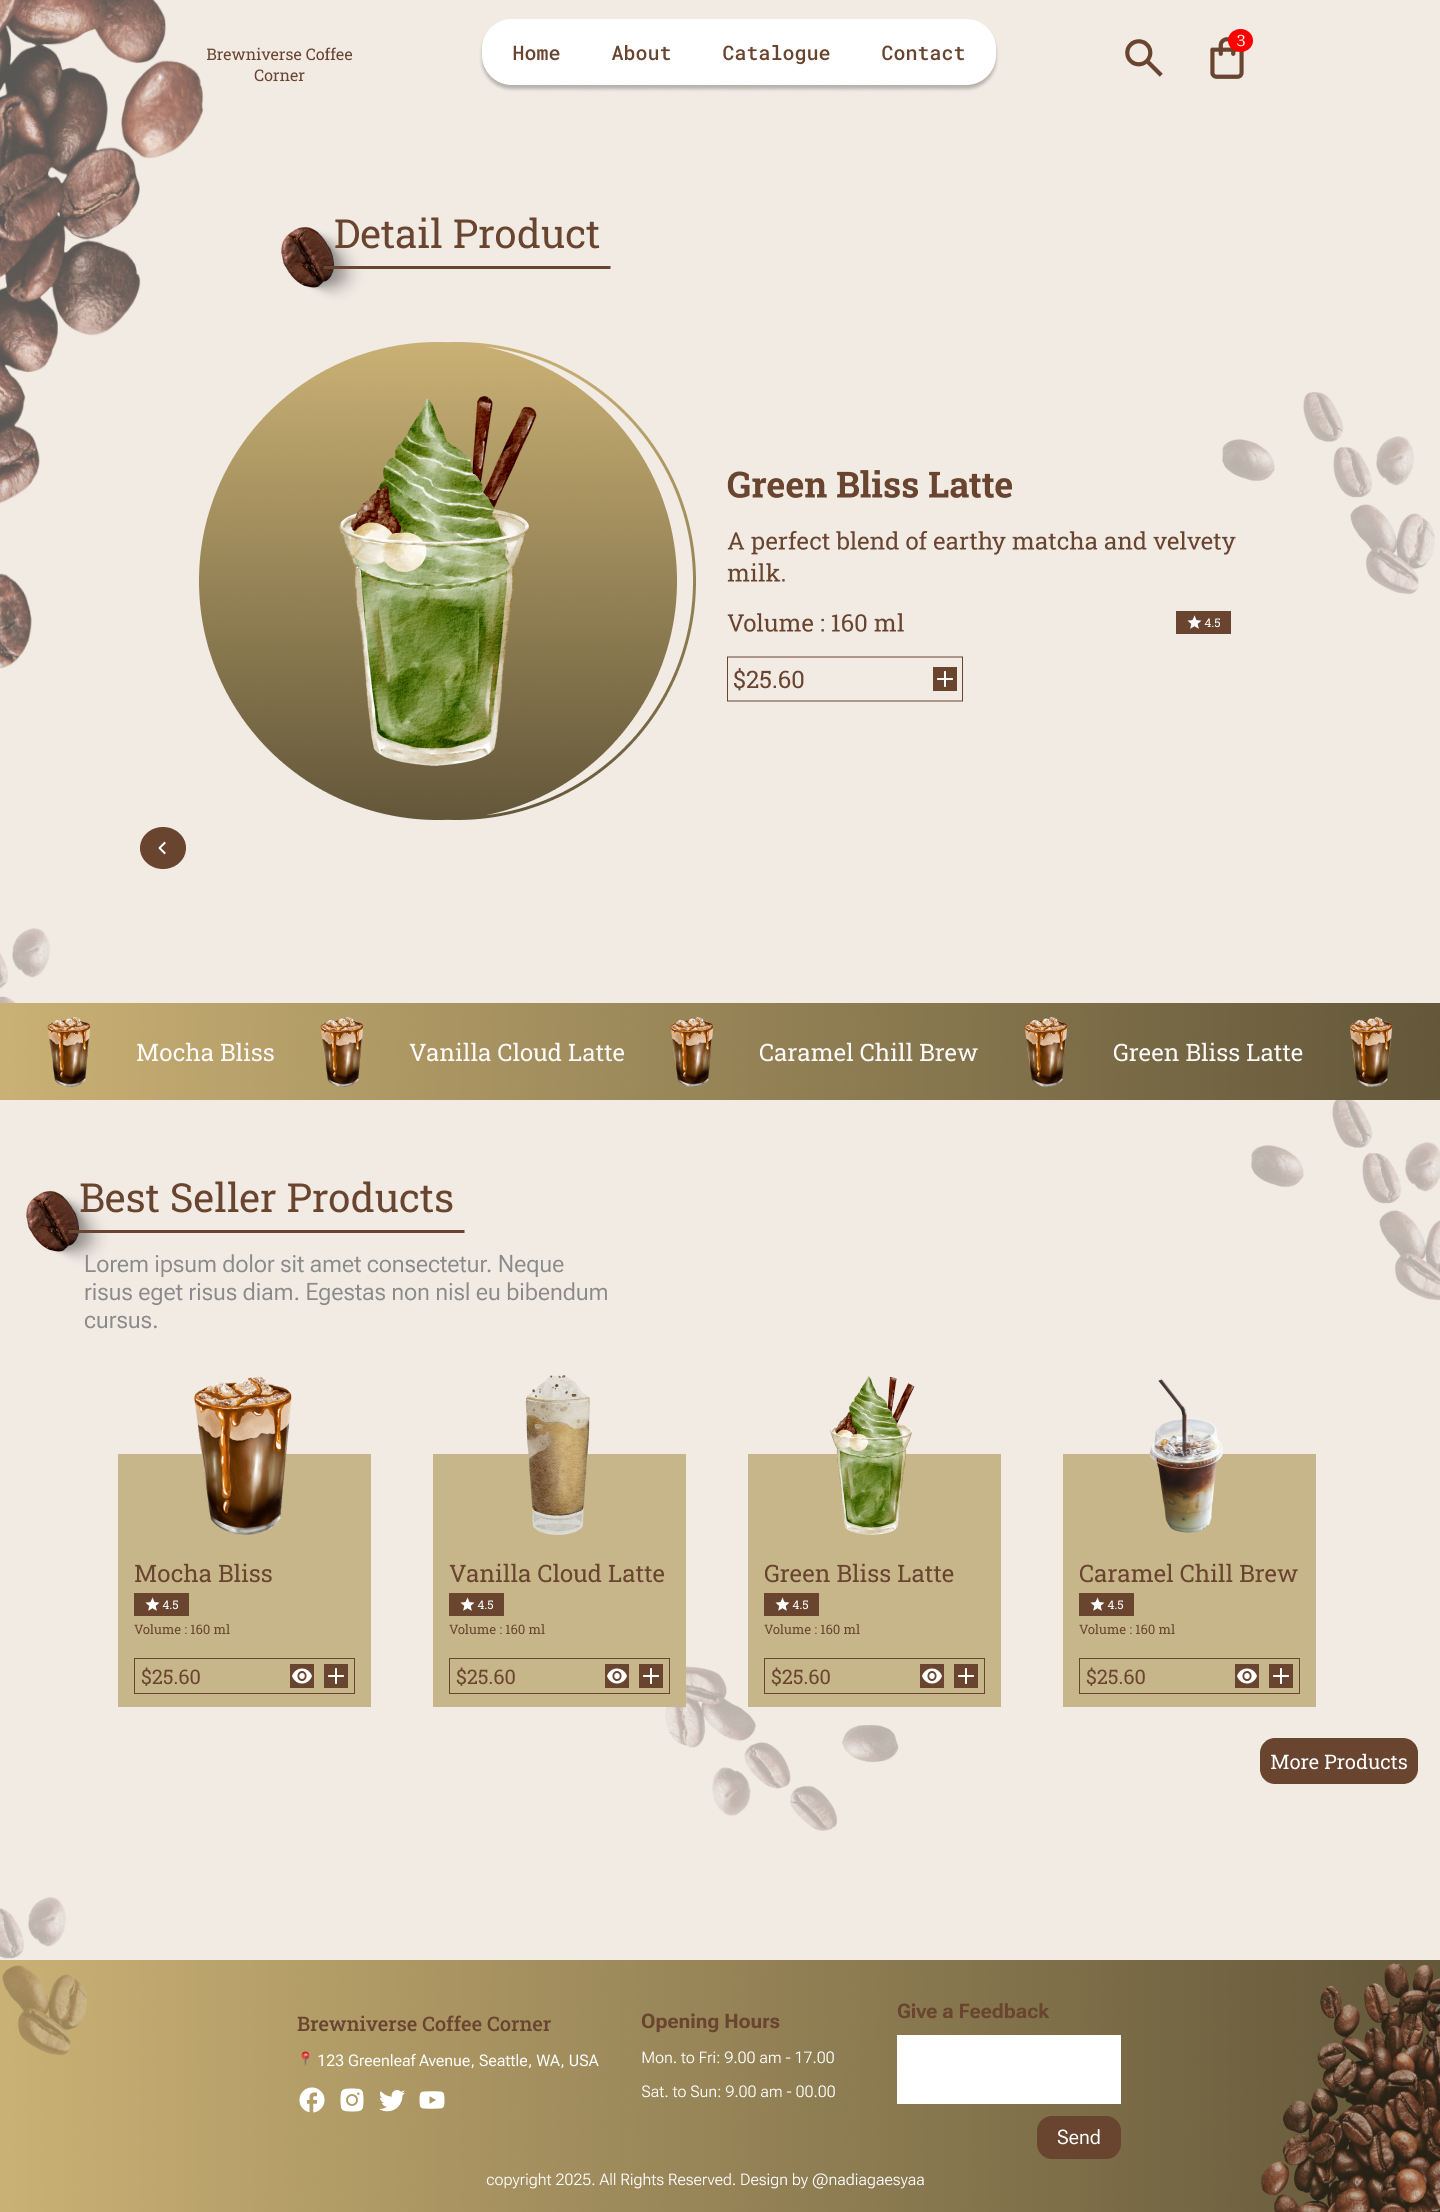 Brewniverse Coffee
Corner
Home About Catalogue Contact
3
Detail Product
Green Bliss Latte
A perfect blend of earthy matcha and velvety
milk.
Volume : 160 ml
4.5
$25.60
Mocha Bliss Vanilla Cloud Latte Caramel Chill Brew Green Bliss Latte
Best Seller Products
Lorem ipsum dolor sit amet consectetur. Neque
risus eget risus diam. Egestas non nisl eu bibendum
cursus.
Mocha Bliss
4.5
Volume : 160 ml
$25.60
Vanilla Cloud Latte
4.5
Volume : 160 ml
$25.60
Green Bliss Latte
4.5
Volume : 160 ml
$25.60
Caramel Chill Brew
4.5
Volume : 160 ml
$25.60
More Products
Brewniverse Coffee Corner
123 Greenleaf Avenue, Seattle, WA, USA
Opening Hours
Mon. to Fri: 9.00 am - 17.00
Sat. to Sun: 9.00 am - 00.00
Give a Feedback
Send
copyright 2025. All Rights Reserved. Design by @nadiagaesyaa